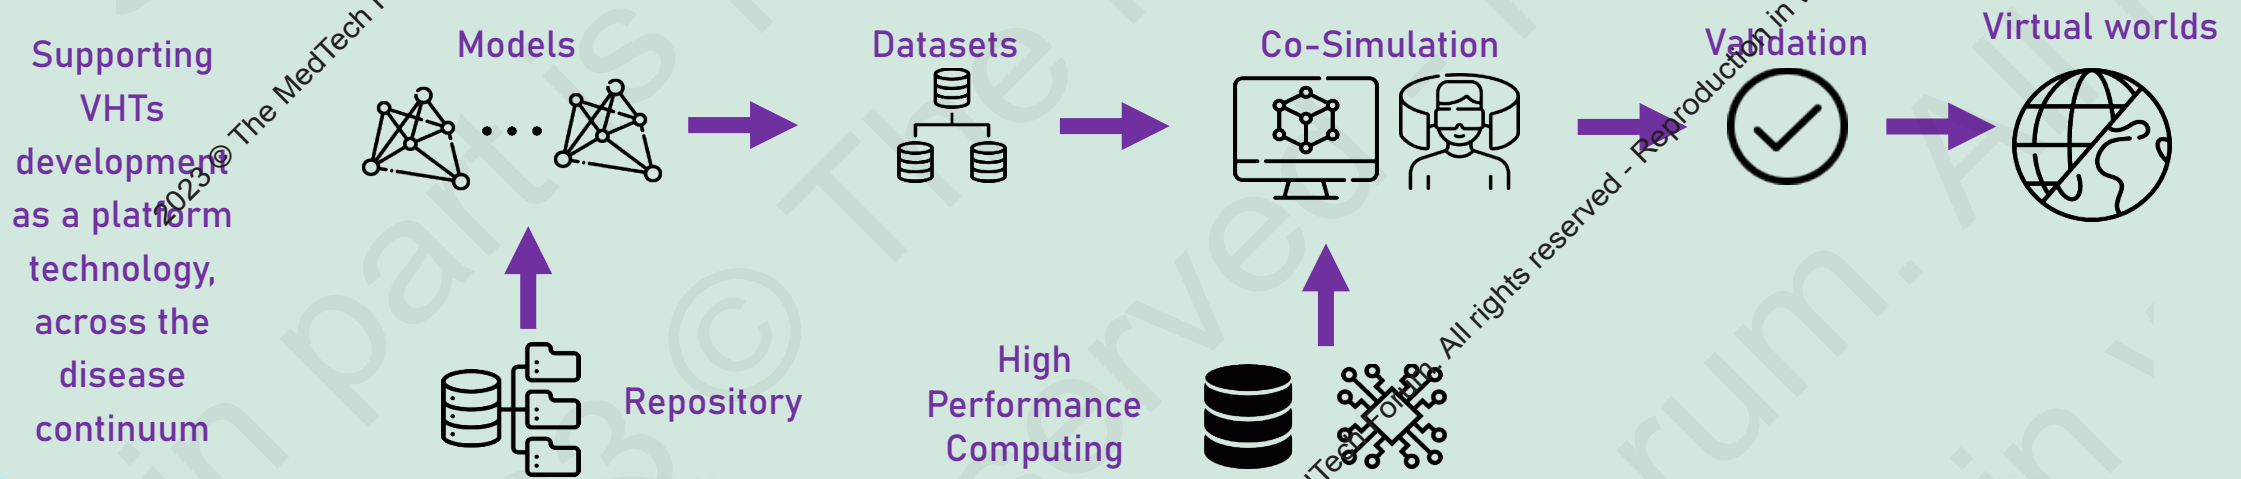 Supporting
VHTs
development
as a platform
technology,
across the
disease
continuum
Models
Datasets
Co-Simulation
Validation
Virtual worlds
Repository
High
Performance
Computing
2023 © The MedTech
Forum. All rights reserved - Reproduction in